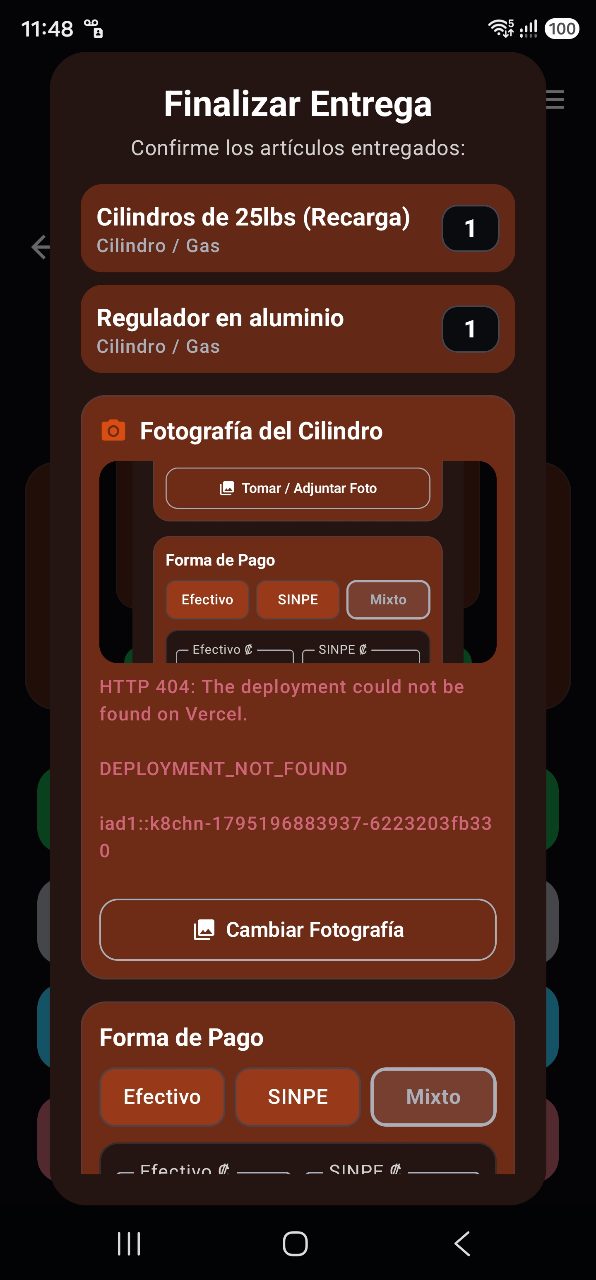 11:48
5
100
Finalizar Entrega
Confirme los artículos entregados:
Cilindros de 25lbs (Recarga)
Cilindro / Gas
1
Regulador en aluminio
Cilindro / Gas
1
Fotografía del Cilindro
Tomar / Adjuntar Foto
Forma de Pago
Efectivo
SINPE
Mixto
Efectivo ₡
SINPE ₡
HTTP 404: The deployment could not be
found on Vercel.
DEPLOYMENT_NOT_FOUND
iad1::k8chn-1795196883937-6223203fb33
0
Cambiar Fotografía
Forma de Pago
Efectivo
SINPE
Mixto
Efectivo ₡
SINPE ₡